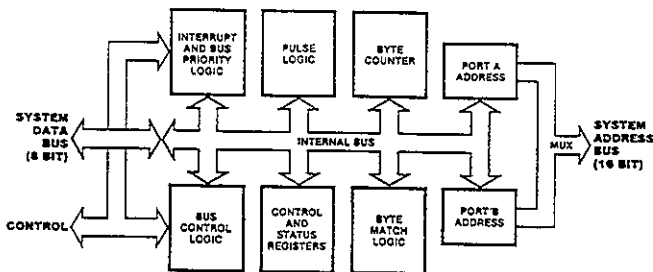 INTERRUPT
AND BUS
PRIORITY
LOGIC
PULSE
LOGIC
BYTE
COUNTER
PORT A
ADDRESS
SYSTEM
DATA
BUS
(8 BIT)
INTERNAL BUS
MUX
SYSTEM
ADDRESS
BUS
(16 BIT)
CONTROL
BUS
CONTROL
LOGIC
CONTROL
AND
STATUS
REGISTERS
BYTE
MATCH
LOGIC
PORT B
ADDRESS